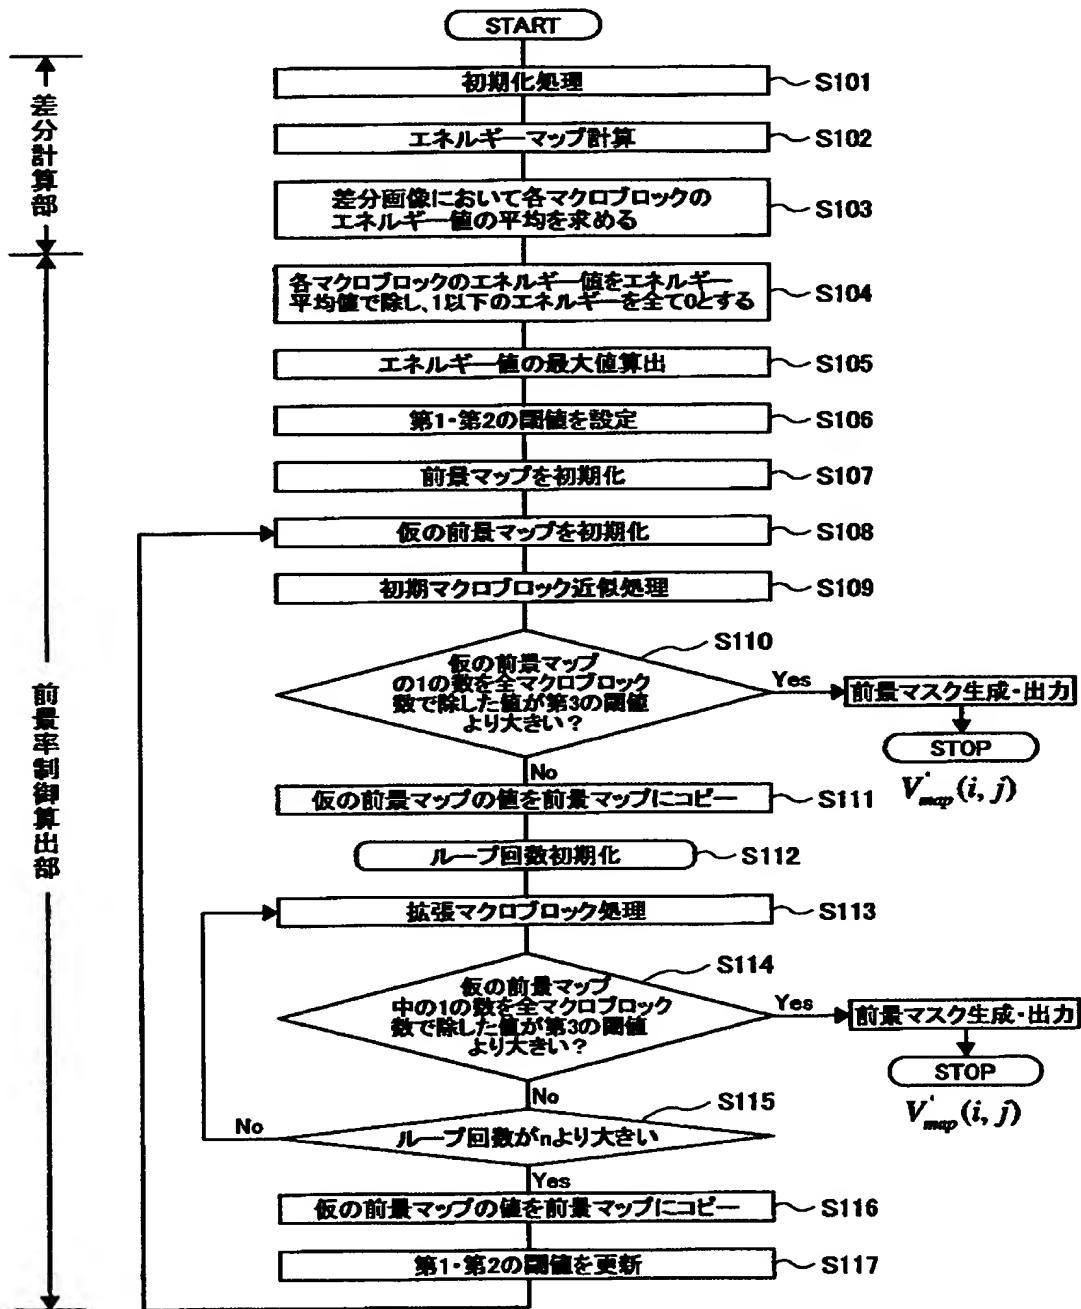 START
差分計算部
初期化処理
S101
エネルギーマップ計算
S102
差分画像において各マクロブロックの
エネルギー値の平均を求める
S103
前景率制御算出部
各マクロブロックのエネルギー値をエネルギー
平均値で除し、1以下のエネルギーを全て0とする
S104
エネルギー値の最大値算出
S105
第1・第2の閾値を設定
S106
前景マップを初期化
S107
仮の前景マップを初期化
S108
初期マクロブロック近似処理
S109
S110
仮の前景マップ
の1の数を全マクロブロック
数で除した値が第3の閾値
より大きい?
Yes
前景マスク生成・出力
STOP
V'map(i, j)
No
仮の前景マップの値を前景マップにコピー
S111
ループ回数初期化
S112
拡張マクロブロック処理
S113
S114
仮の前景マップ
中の1の数を全マクロブロック
数で除した値が第3の閾値
より大きい?
Yes
前景マスク生成・出力
STOP
V'map(i, j)
No
S115
ループ回数がnより大きい
No
Yes
仮の前景マップの値を前景マップにコピー
S116
第1・第2の閾値を更新
S117